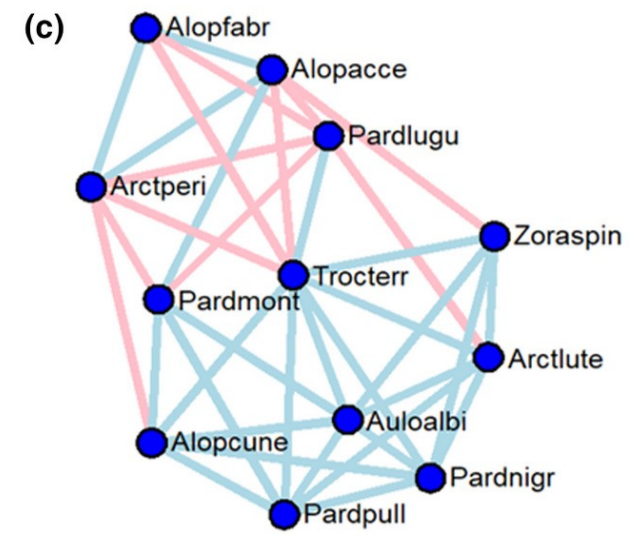 (c)
Alopfabr
Alopacce
Pardlugu
Arctperi
Zoraspin
Trocterr
Pardmont
Arctlute
Auloalbi
Alopcune
Pardnigr
Pardpull